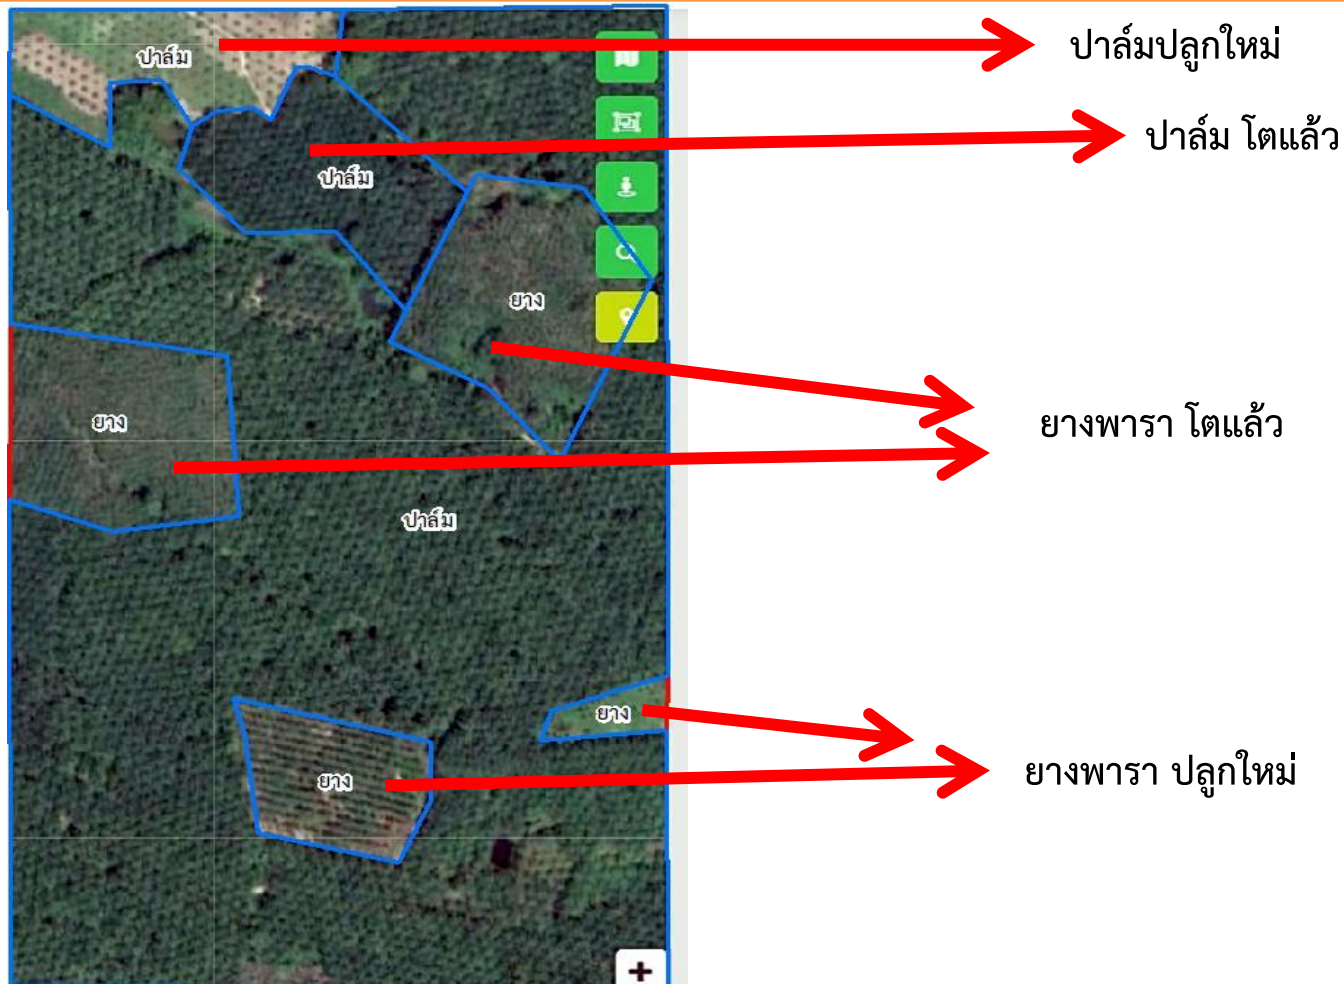 ปาล์ม
ปาล์มปลูกใหม่
ปาล์ม โตแล้ว
ปาล์ม
ยาง
ยาง
ยางพารา โตแล้ว
ปาล์ม
ยาง
ยาง
ยางพารา ปลูกใหม่
+